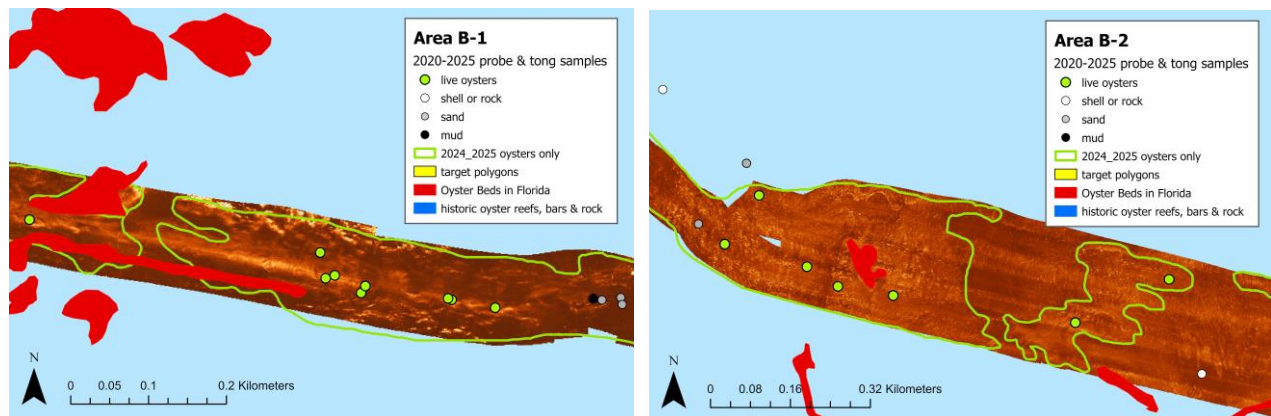 Area B-1
2020-2025 probe & tong samples
live oysters
shell or rock
sand
mud
2024_2025 oysters only
target polygons
Oyster Beds in Florida
historic oyster reefs, bars & rock
N
0 0.05 0.1 0.2 Kilometers
Area B-2
2020-2025 probe & tong samples
live oysters
shell or rock
sand
mud
2024_2025 oysters only
target polygons
Oyster Beds in Florida
historic oyster reefs, bars & rock
N
0 0.08 0.16 0.32 Kilometers